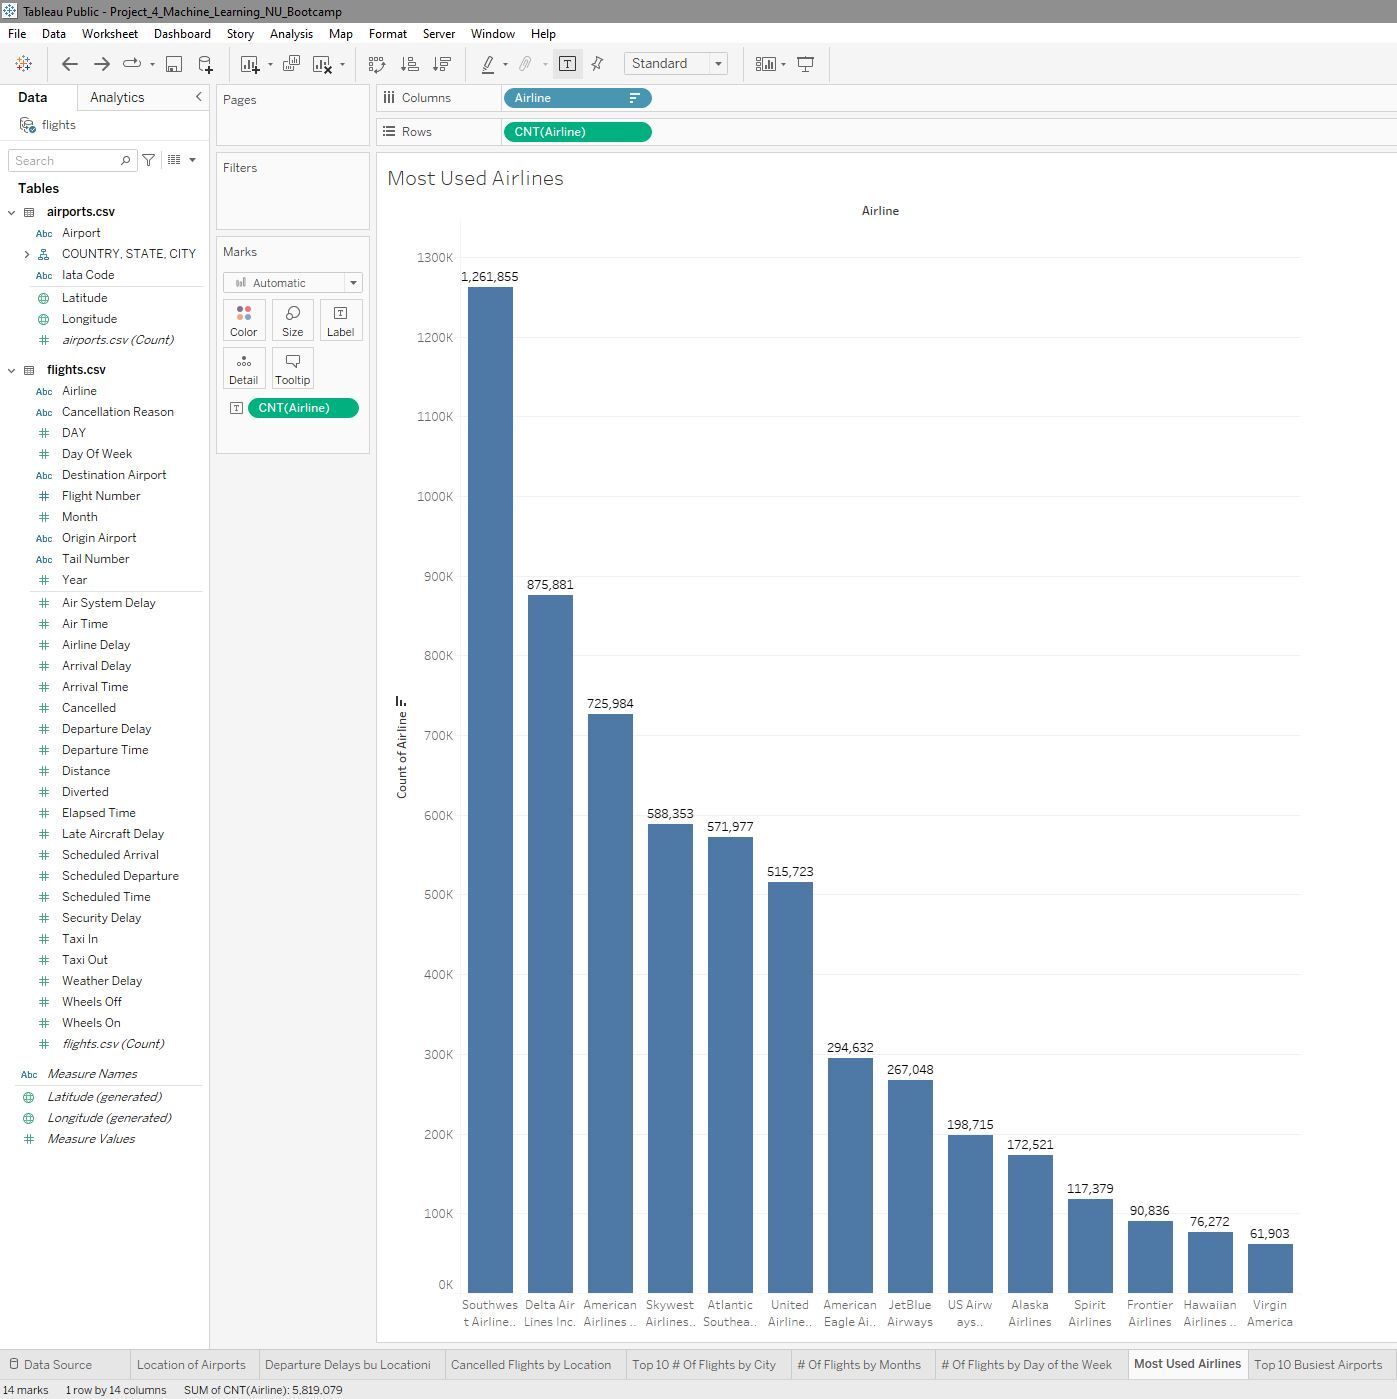 Tableau Public - Project_4_Machine_Learning_NU_Bootcamp
File Data Worksheet Dashboard Story Analysis Map Format Server Window Help
Standard
Data Analytics
flights
Search
Tables
airports.csv
Abc Airport
COUNTRY, STATE, CITY
Abc Iata Code
Latitude
Longitude
airports.csv (Count)
flights.csv
Abc Airline
Abc Cancellation Reason
DAY
Day Of Week
Abc Destination Airport
Flight Number
Month
Abc Origin Airport
Abc Tail Number
Year
Air System Delay
Air Time
Airline Delay
Arrival Delay
Arrival Time
Cancelled
Departure Delay
Departure Time
Distance
Diverted
Elapsed Time
Late Aircraft Delay
Scheduled Arrival
Scheduled Departure
Scheduled Time
Security Delay
Taxi In
Taxi Out
Weather Delay
Wheels Off
Wheels On
flights.csv (Count)
Abc Measure Names
Latitude (generated)
Longitude (generated)
Measure Values
Pages
Filters
Marks
Automatic
Color Size Label
Detail Tooltip
CNT(Airline)
Columns Airline
Rows CNT(Airline)
Most Used Airlines
Airline
Count of Airline
1300K
1200K
1100K
1000K
900K
800K
700K
600K
500K
400K
300K
200K
100K
0K
1,261,855
875,881
725,984
588,353
571,977
515,723
294,632
267,048
198,715
172,521
117,379
90,836
76,272
61,903
Southwes Delta Air American Skywest Atlantic United American JetBlue US Airw Alaska Spirit Frontier Hawaiian Virgin
t Airline.. Lines Inc. Airlines .. Airlines.. Southea.. Airline.. Eagle Ai.. Airways ays.. Airlines Airlines Airlines Airlines .. America
Data Source Location of Airports Departure Delays bu Locationi Cancelled Flights by Location Top 10 # Of Flights by City # Of Flights by Months # Of Flights by Day of the Week Most Used Airlines Top 10 Busiest Airports
14 marks 1 row by 14 columns SUM of CNT(Airline): 5,819,079